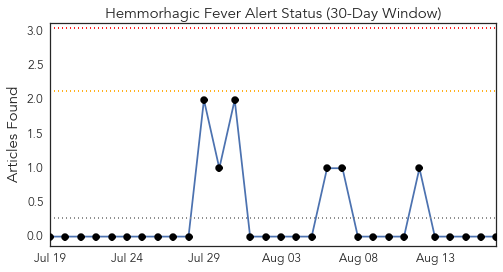 Hemmorhagic Fever Alert Status (30-Day Window)
Articles Found
3.0
2.5
2.0
1.5
1.0
0.5
0.0
Jul 19 Jul 24 Jul 29 Aug 03 Aug 08 Aug 13